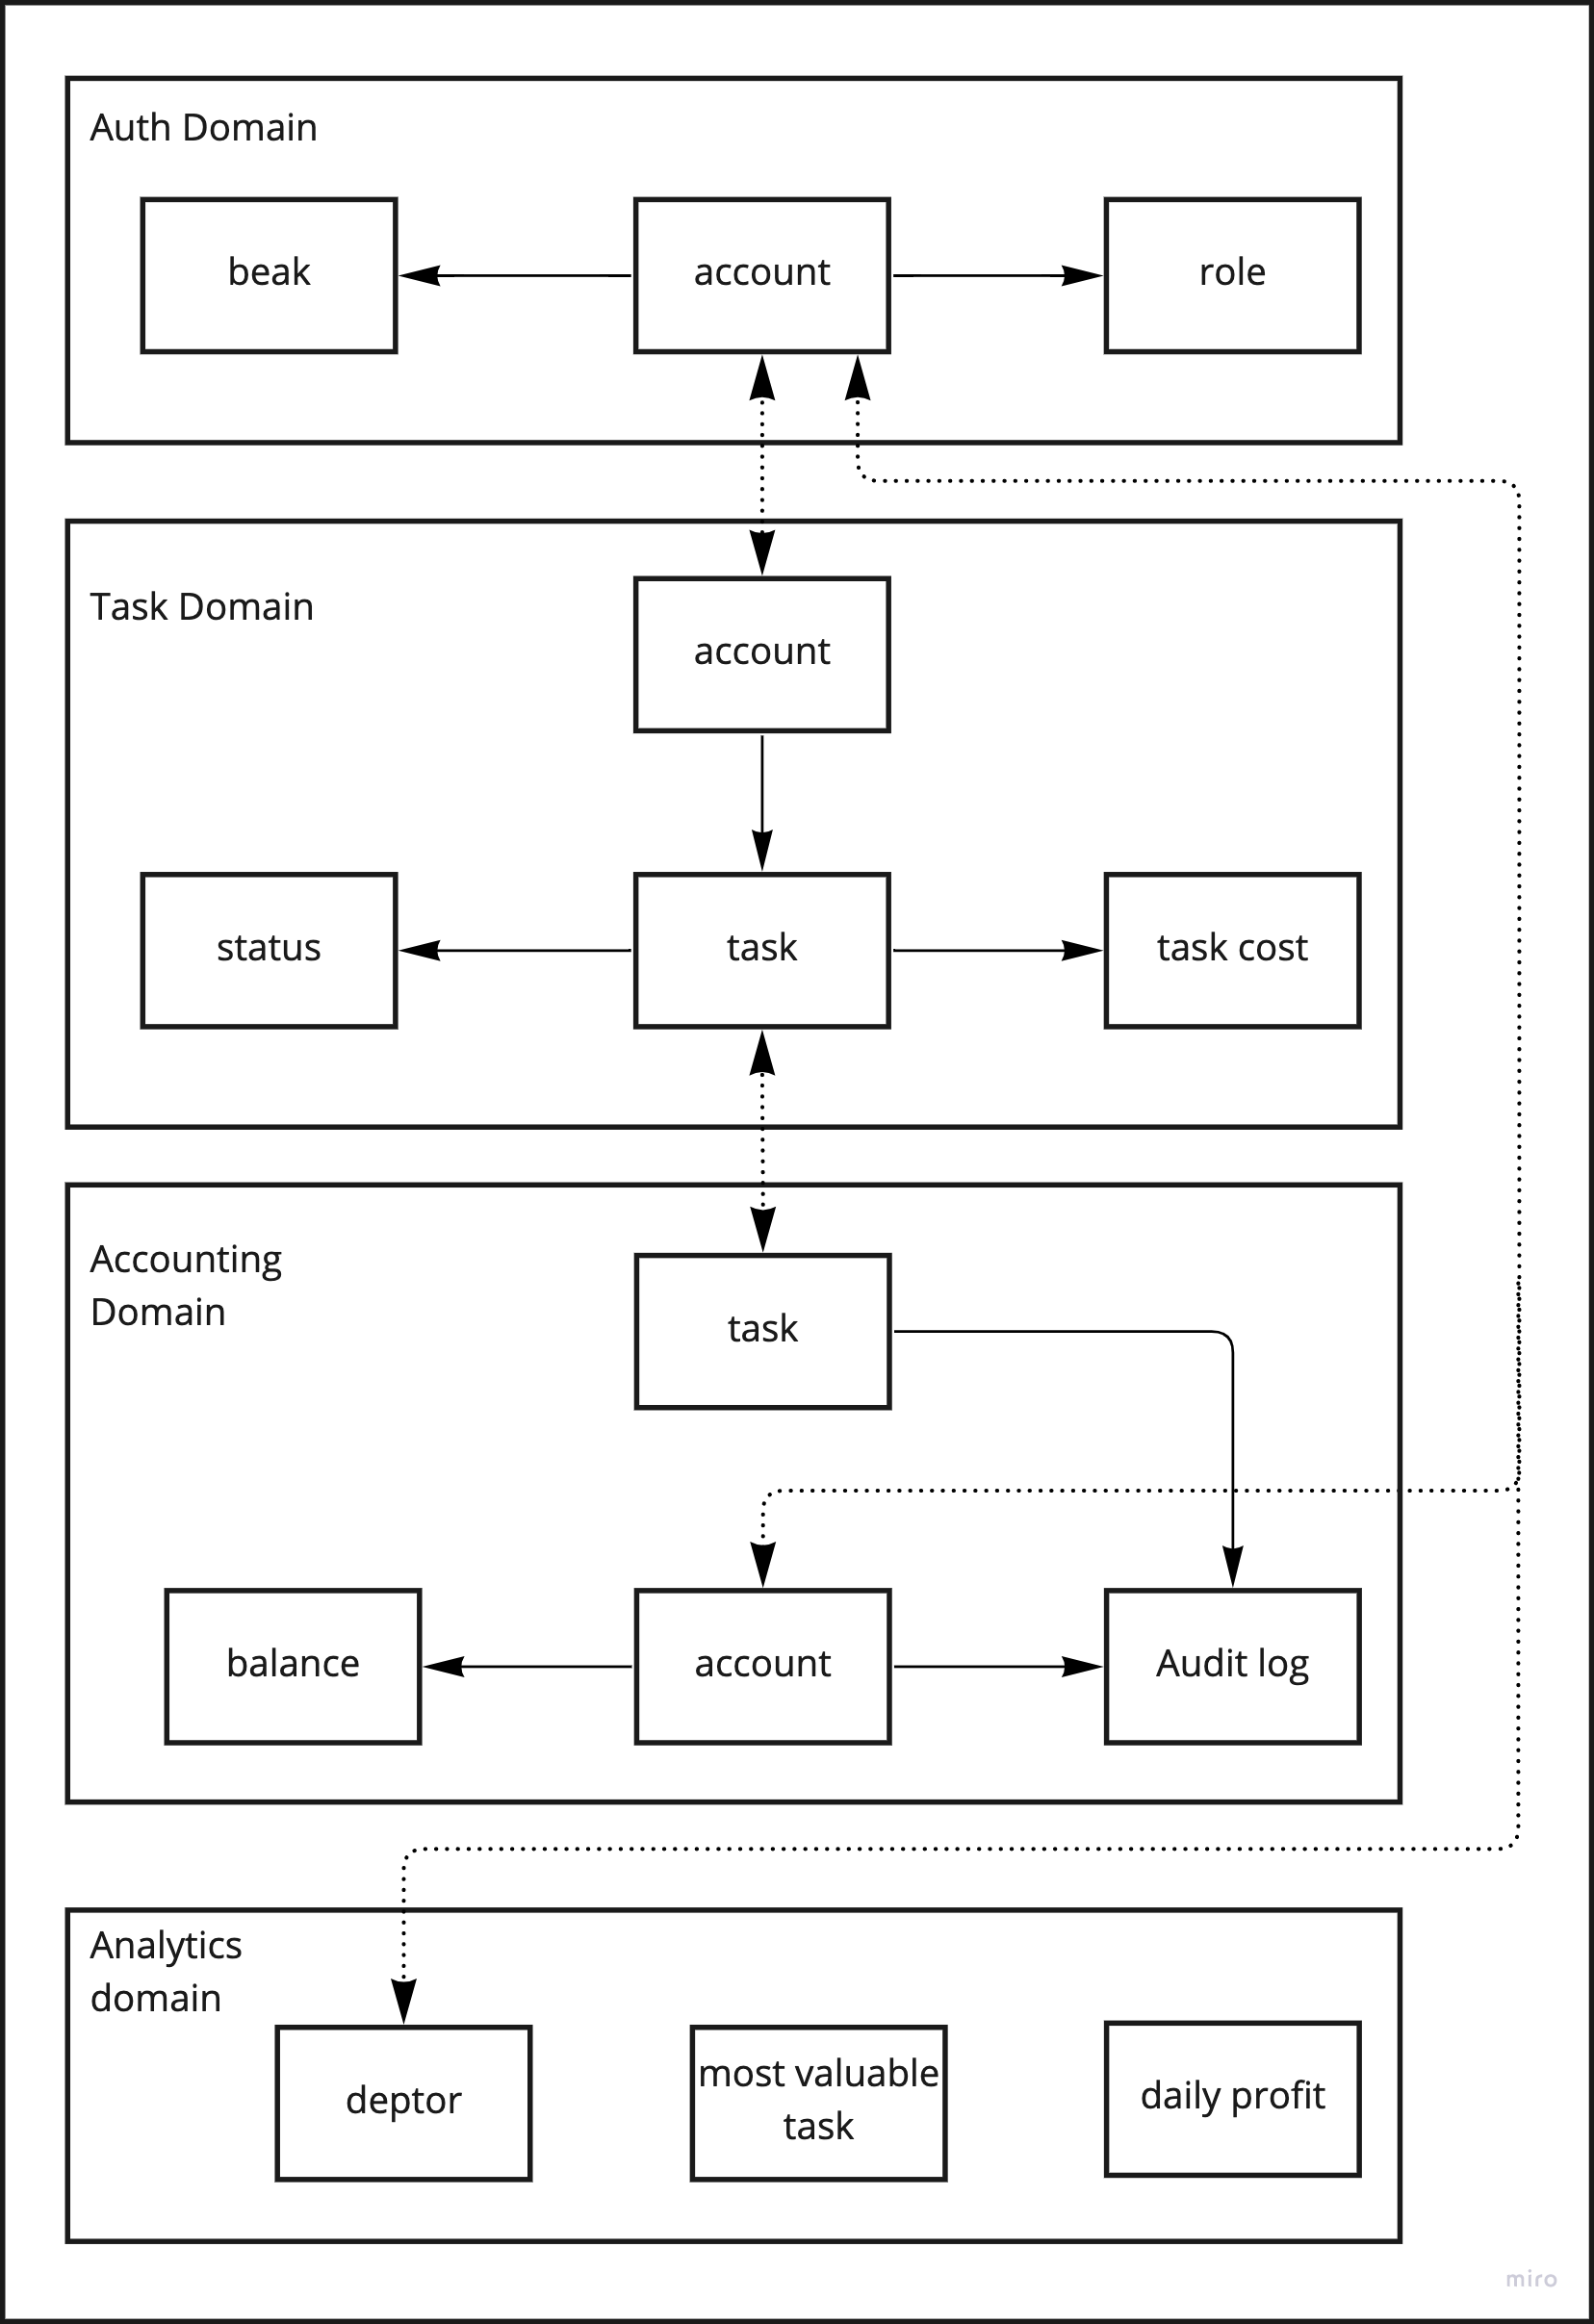 Auth Domain
beak
account
role
Task Domain
account
status
task
task cost
Accounting
Domain
task
balance
account
Audit log
Analytics
domain
deptor
most valuable
task
daily profit
miro